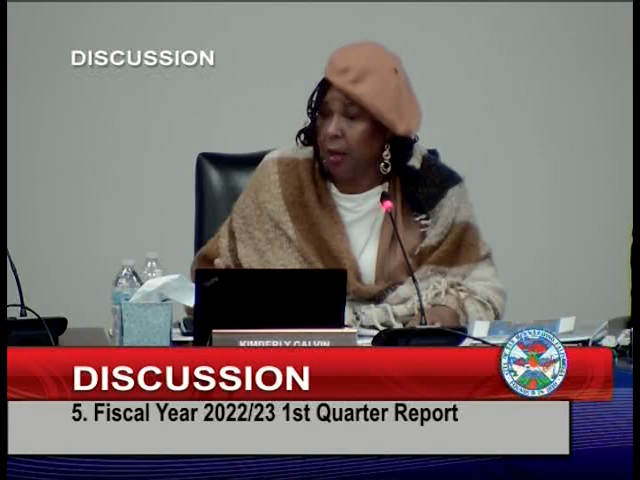 DISCUSSION
KIMBERLY CALVIN
DISCUSSION
5. Fiscal Year 2022/23 1st Quarter Report